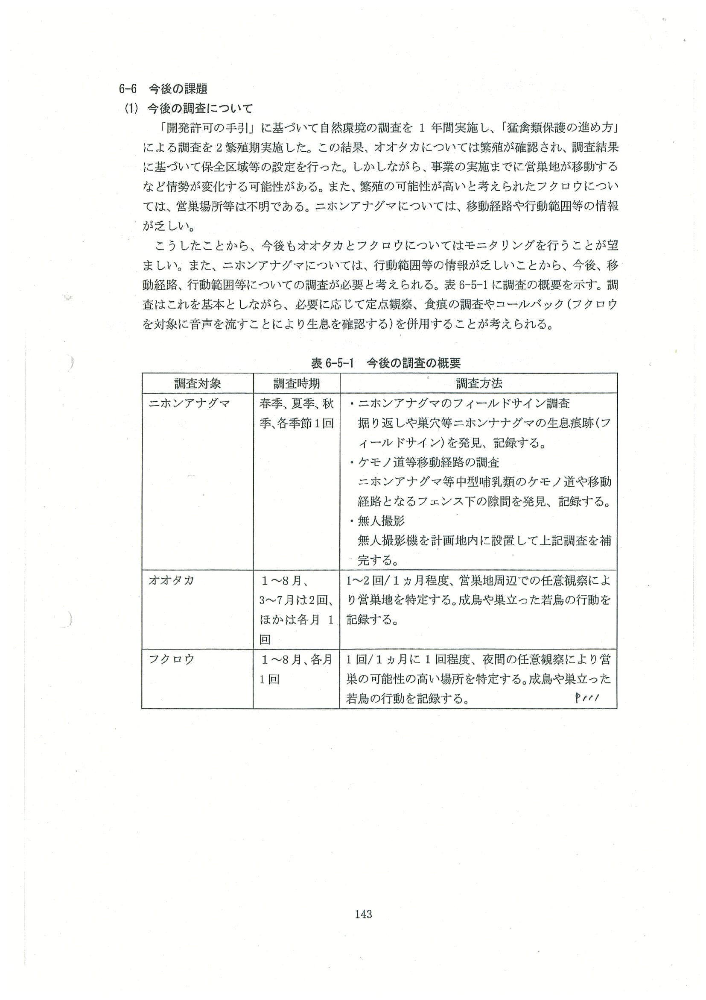 6-6　今後の課題
(1)　今後の調査について
「開発許可の手引」に基づいて自然環境の調査を 1 年間実施し、「猛禽類保護の進め方」
による調査を2繁殖期実施した。この結果、オオタカについては繁殖が確認され、調査結果
に基づいて保全区域等の設定を行った。しかしながら、事業の実施までに営巣地が移動する
など情勢が変化する可能性がある。また、繁殖の可能性が高いと考えられたフクロウについ
ては、営巣場所等は不明である。ニホンアナグマについては、移動経路や行動範囲等の情報
が乏しい。
こうしたことから、今後もオオタカとフクロウについてはモニタリングを行うことが望
ましい。また、ニホンアナグマについては、行動範囲等の情報が乏しいことから、今後、移
動経路、行動範囲等についての調査が必要と考えられる。表6-5-1に調査の概要を示す。調
査はこれを基本としながら、必要に応じて定点観察、食痕の調査やコールバック(フクロウ
を対象に音声を流すことにより生息を確認する)を併用することが考えられる。
表6-5-1　今後の調査の概要
調査対象　調査時期　調査方法
ニホンアナグマ
春季、夏季、秋
季、各季節1回
・ニホンアナグマのフィールドサイン調査
掘り返しや巣穴等ニホンナナグマの生息痕跡(フ
ィールドサイン)を発見、記録する。
・ケモノ道等移動経路の調査
ニホンアナグマ等中型哺乳類のケモノ道や移動
経路となるフェンス下の隙間を発見、記録する。
・無人撮影
無人撮影機を計画地内に設置して上記調査を補
完する。
オオタカ
1～8月、
3～7月は2回、
ほかは各月 1
回
1～2回/1ヵ月程度、営巣地周辺での任意観察によ
り営巣地を特定する。成鳥や巣立った若鳥の行動を
記録する。
フクロウ
1～8月、各月
1回
1回/1ヵ月に1回程度、夜間の任意観察により営
巣の可能性の高い場所を特定する。成鳥や巣立った
若鳥の行動を記録する。
P111
143